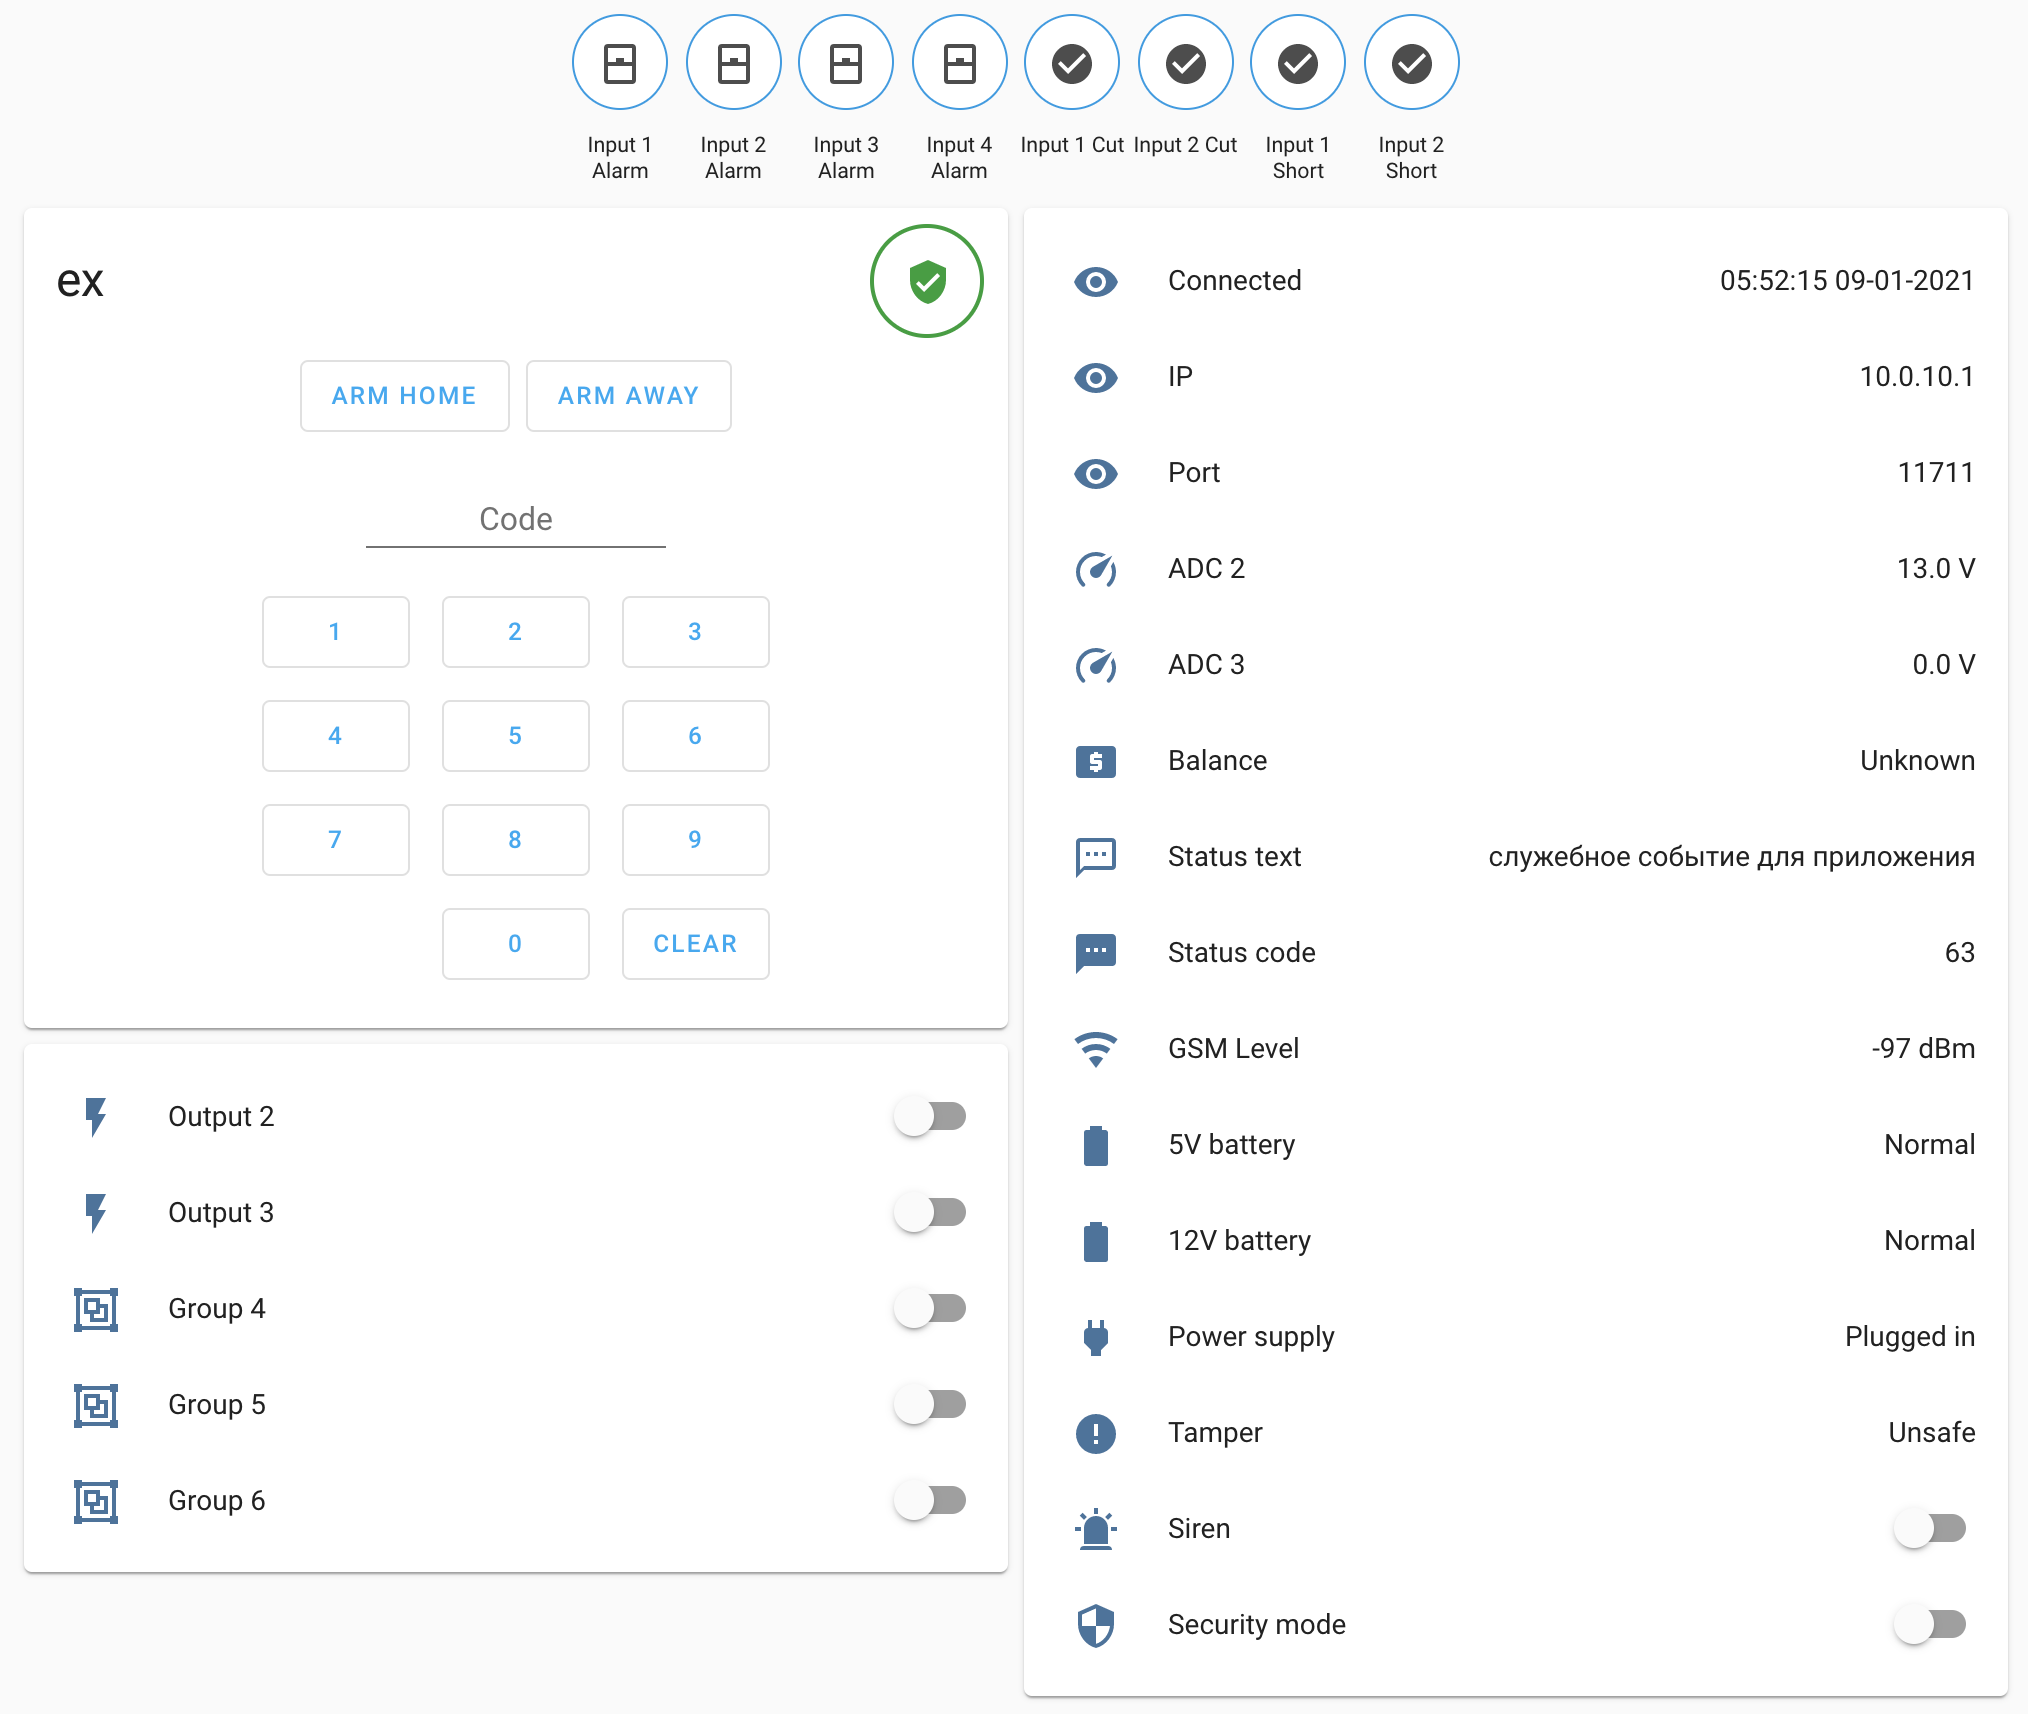 Input 1
Alarm
Input 2
Alarm
Input 3
Alarm
Input 4
Alarm
Input 1 Cut
Input 2 Cut
Input 1
Short
Input 2
Short
ex
ARM HOME
ARM AWAY
Code
1
2
3
4
5
6
7
8
9
0
CLEAR
Output 2
Output 3
Group 4
Group 5
Group 6
Connected 05:52:15 09-01-2021
IP 10.0.10.1
Port 11711
ADC 2 13.0 V
ADC 3 0.0 V
Balance Unknown
Status text служебное событие для приложения
Status code 63
GSM Level -97 dBm
5V battery Normal
12V battery Normal
Power supply Plugged in
Tamper Unsafe
Siren
Security mode